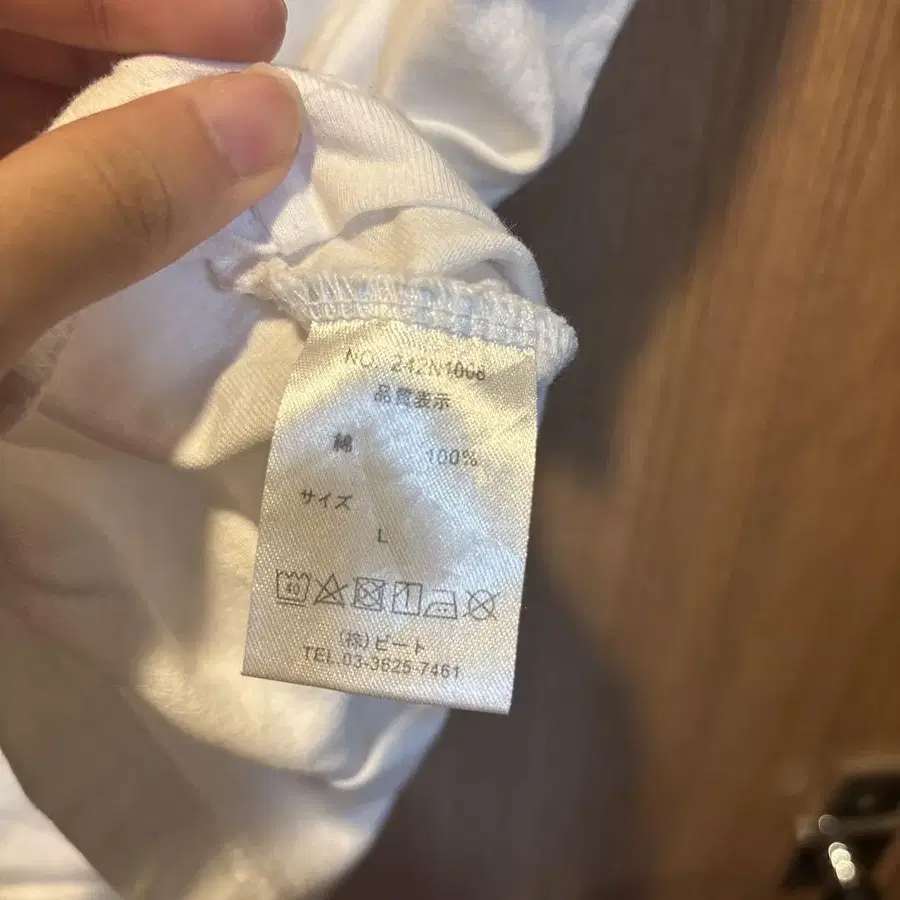 NO. 242N1008
品質表示
綿 100%
サイズ
L
40
(株)ビート
TEL.03-3625-7461